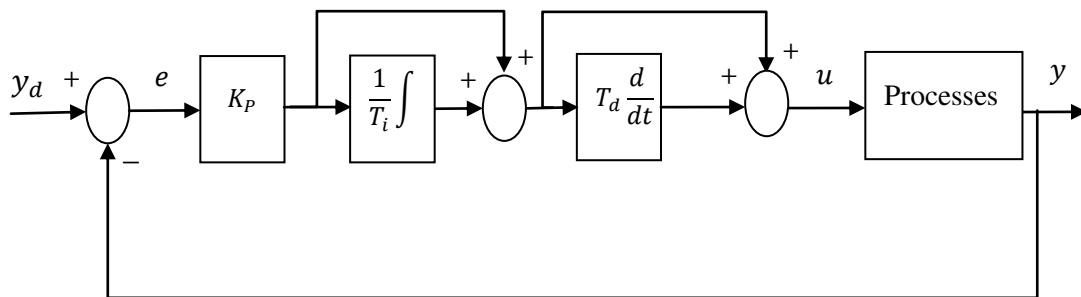 y_d + e K_P 1/T_i ∫ + + T_d d/dt + + u Processes y
−